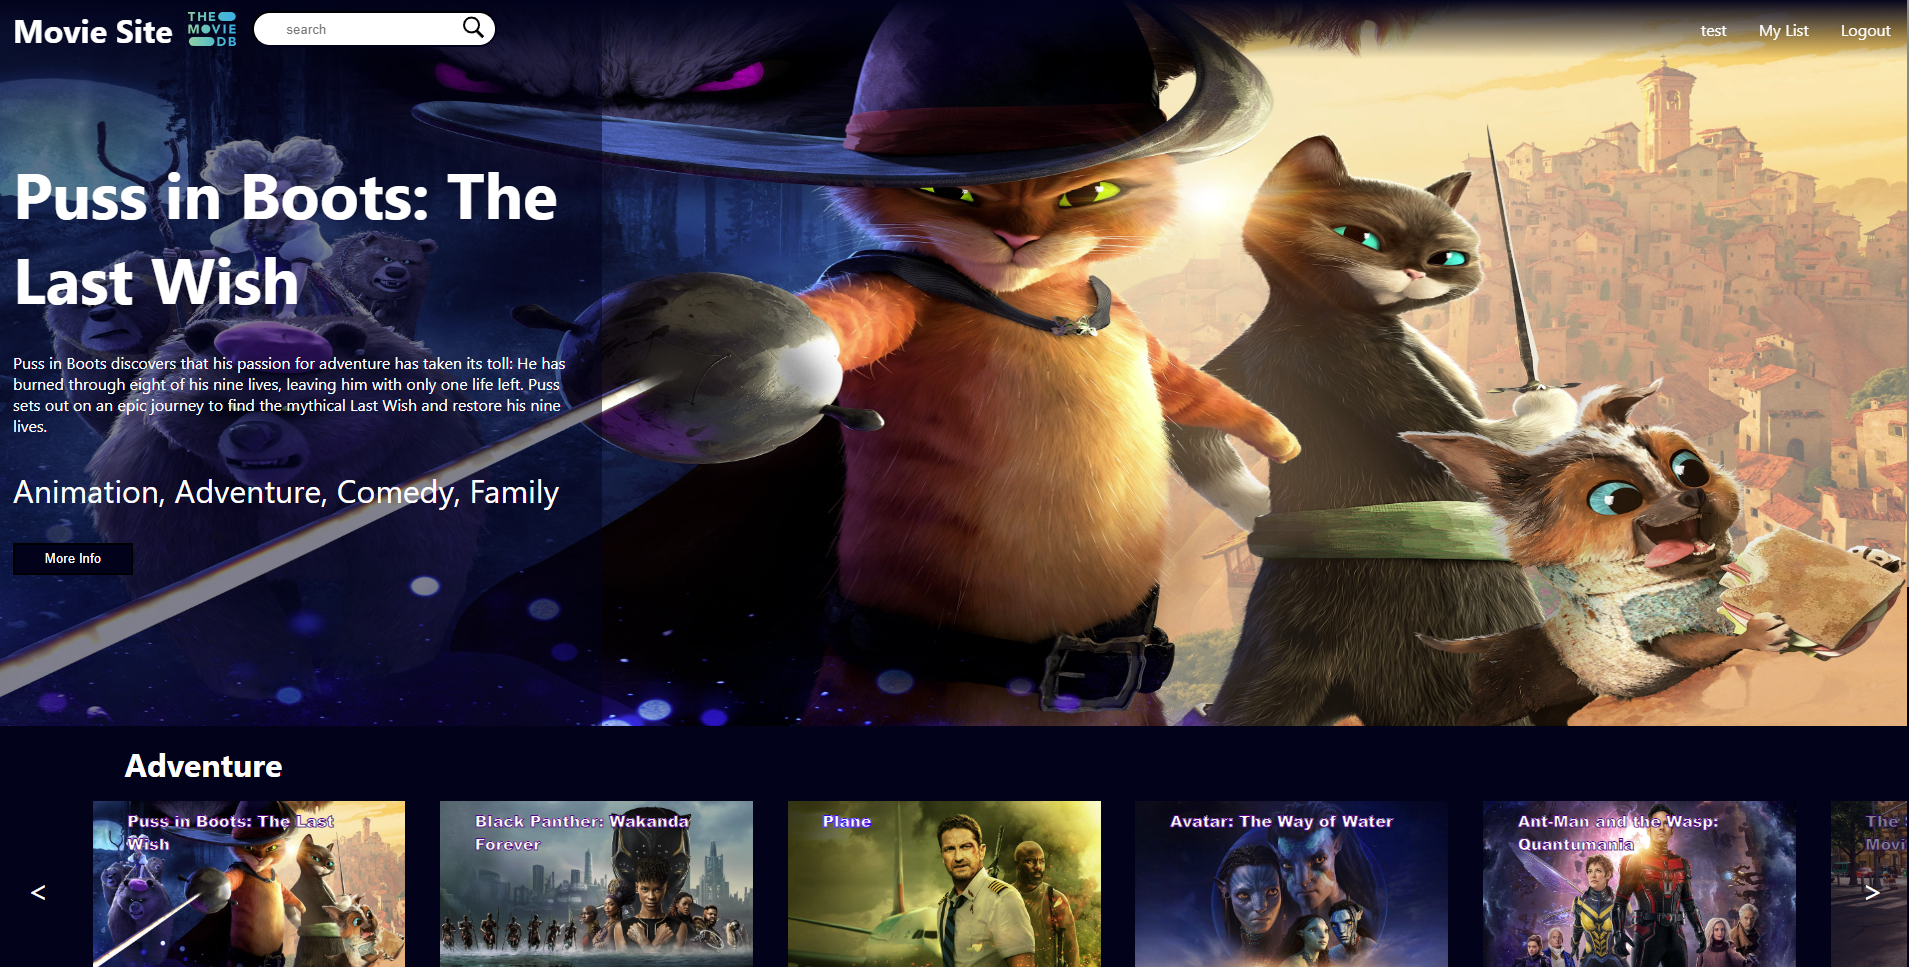 Movie Site
THE
MOVIE
DB
search
test
My List
Logout
Puss in Boots: The
Last Wish
Puss in Boots discovers that his passion for adventure has taken its toll: He has
burned through eight of his nine lives, leaving him with only one life left. Puss
sets out on an epic journey to find the mythical Last Wish and restore his nine
lives.
Animation, Adventure, Comedy, Family
More Info
Adventure
Puss in Boots: The Last
Wish
Black Panther: Wakanda
Forever
Plane
Avatar: The Way of Water
Ant-Man and the Wasp:
Quantumania
The
Movi
<
>